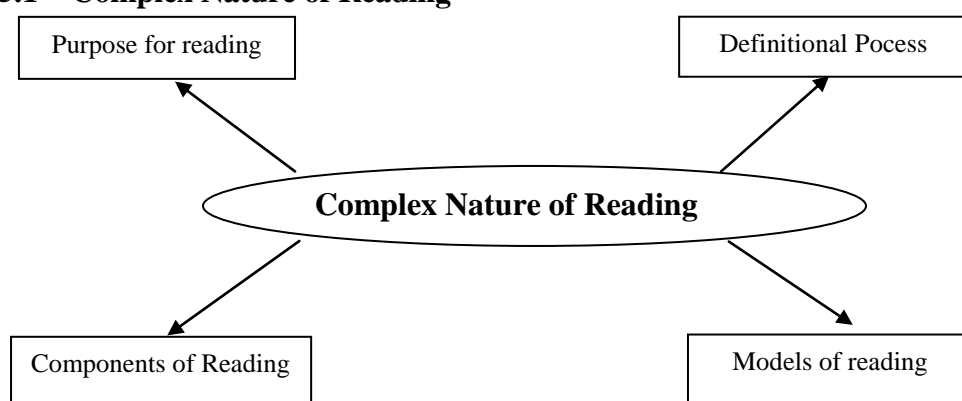 Complex Nature of Reading
Purpose for reading
Definitional Pocess
Complex Nature of Reading
Components of Reading
Models of reading